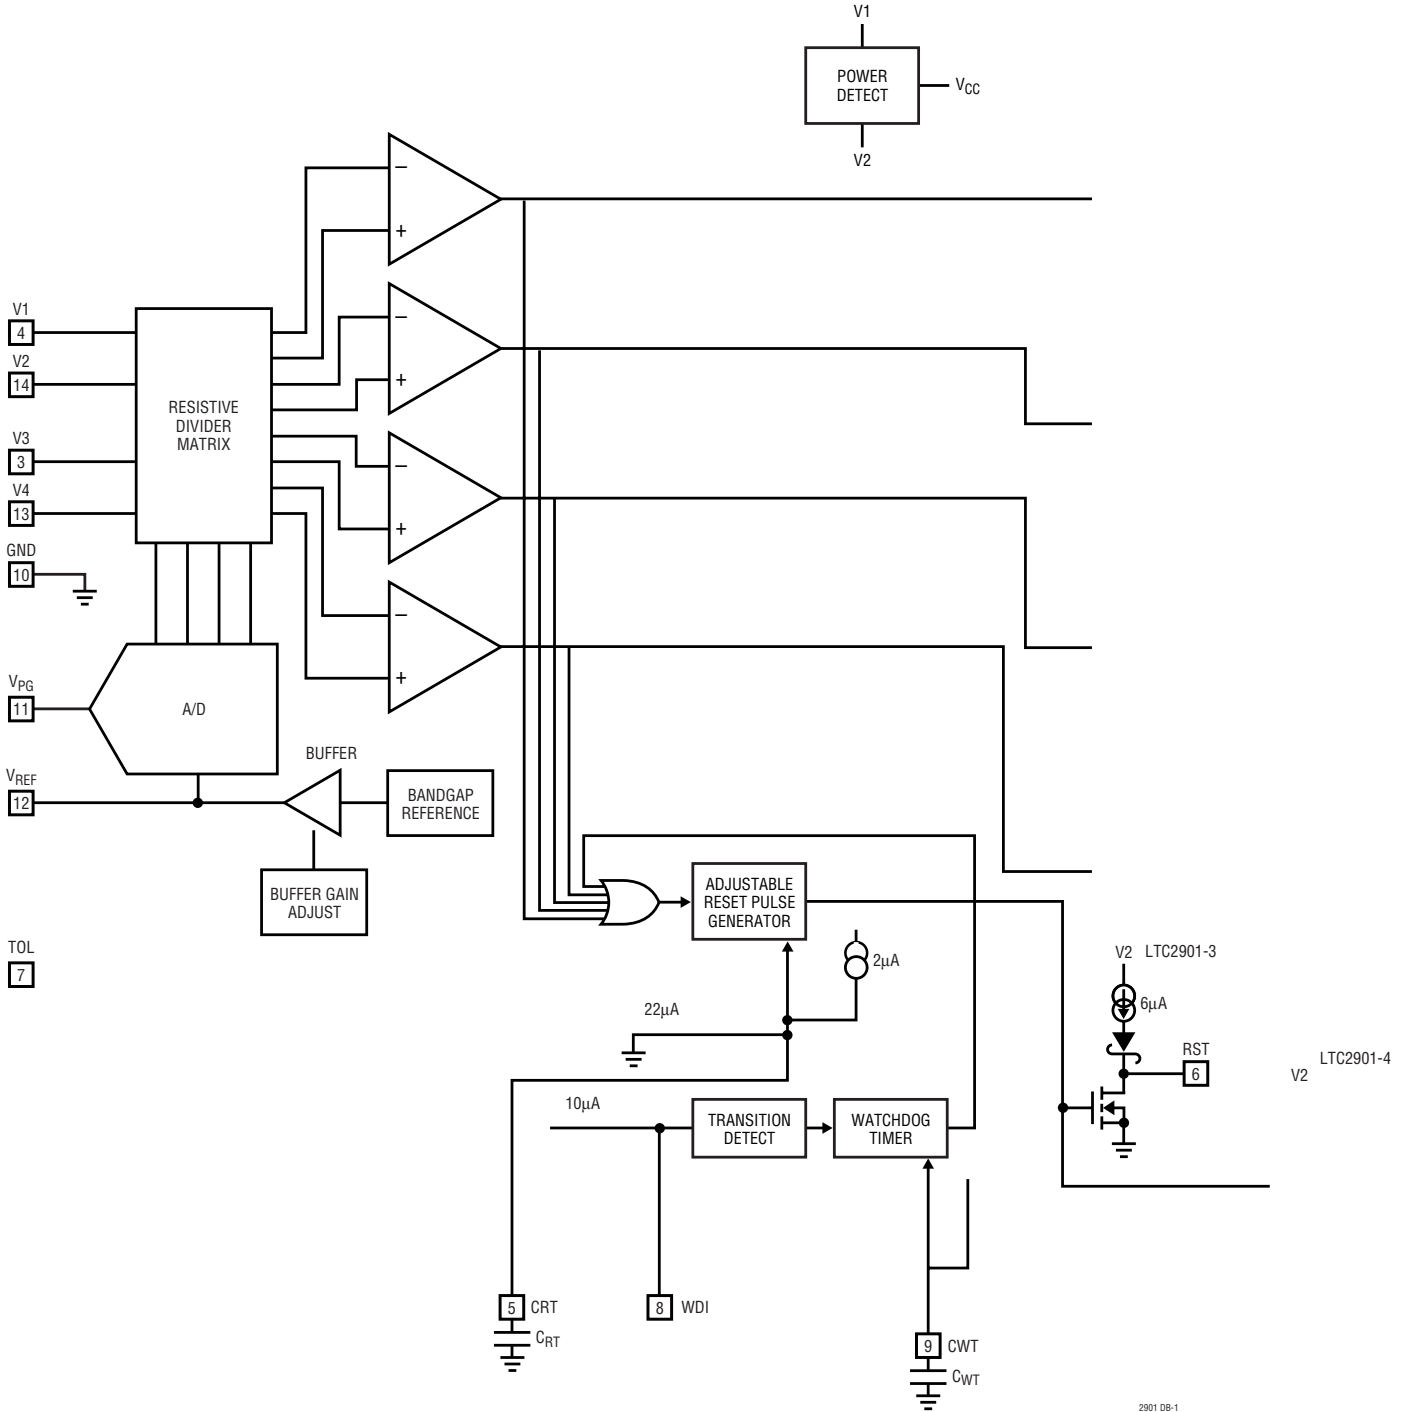 V1
POWER
DETECT
VCC
V2
−
+
−
+
−
+
−
+
V1
4
V2
14
V3
3
V4
13
GND
10
RESISTIVE
DIVIDER
MATRIX
VPG
11
A/D
VREF
12
BUFFER
BANDGAP
REFERENCE
BUFFER GAIN
ADJUST
TOL
7
ADJUSTABLE
RESET PULSE
GENERATOR
2µA
22µA
V2 LTC2901-3
6µA
RST
6
LTC2901-4
V2
10µA
TRANSITION
DETECT
WATCHDOG
TIMER
5 CRT
CRT
8 WDI
9 CWT
CWT
2901 DB-1